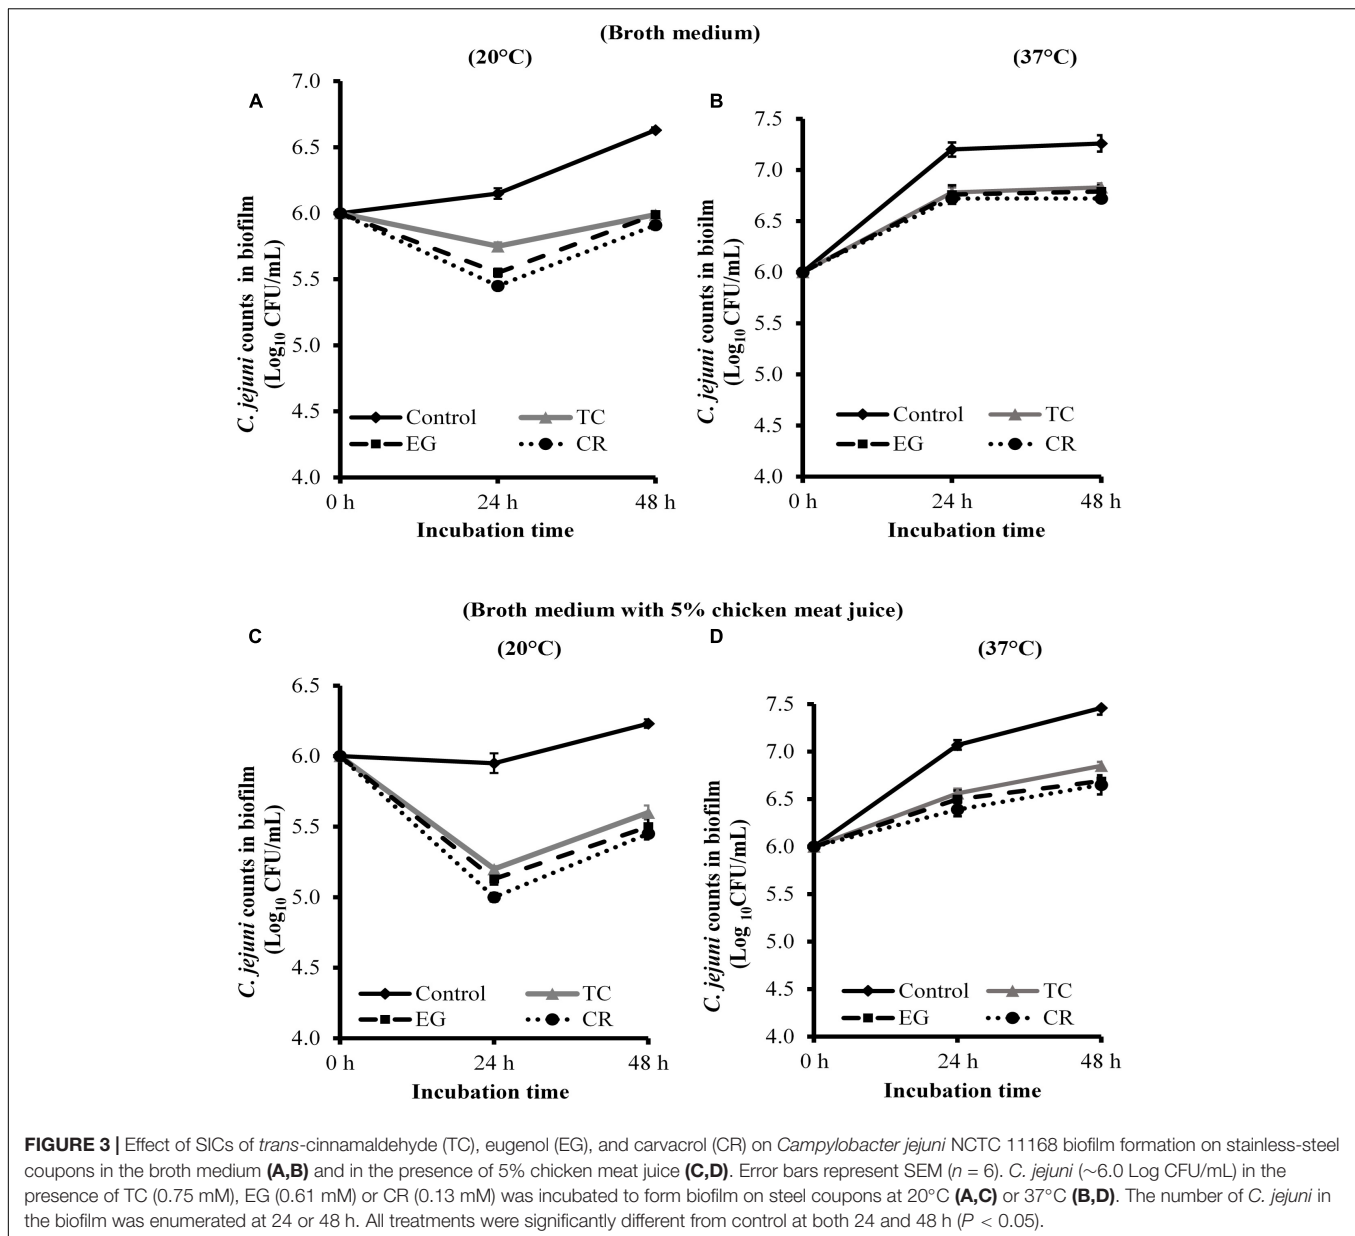 (Broth medium)
(20°C)
(37°C)
A
B
7.0
6.5
6.0
5.5
5.0
4.5
4.0
C. jejuni counts in biofilm
(Log10 CFU/mL)
Control
TC
EG
CR
0 h
24 h
48 h
Incubation time
7.5
7.0
6.5
6.0
5.5
5.0
4.5
4.0
C. jejuni counts in bioilm
(Log10 CFU/mL)
Control
TC
EG
CR
0 h
24 h
48 h
Incubation time
(Broth medium with 5% chicken meat juice)
C
(20°C)
D
(37°C)
6.5
6.0
5.5
5.0
4.5
4.0
C. jejuni counts in biofilm
(Log10 CFU/mL)
Control
TC
EG
CR
0 h
24 h
48 h
Incubation time
7.5
7.0
6.5
6.0
5.5
5.0
4.5
4.0
C. jejuni counts in biofilm
(Log 10CFU/mL)
Control
TC
EG
CR
0 h
24 h
48 h
Incubation time
FIGURE 3 | Effect of SICs of trans-cinnamaldehyde (TC), eugenol (EG), and carvacrol (CR) on Campylobacter jejuni NCTC 11168 biofilm formation on stainless-steel
coupons in the broth medium (A,B) and in the presence of 5% chicken meat juice (C,D). Error bars represent SEM (n = 6). C. jejuni (~6.0 Log CFU/mL) in the
presence of TC (0.75 mM), EG (0.61 mM) or CR (0.13 mM) was incubated to form biofilm on steel coupons at 20°C (A,C) or 37°C (B,D). The number of C. jejuni in
the biofilm was enumerated at 24 or 48 h. All treatments were significantly different from control at both 24 and 48 h (P < 0.05).